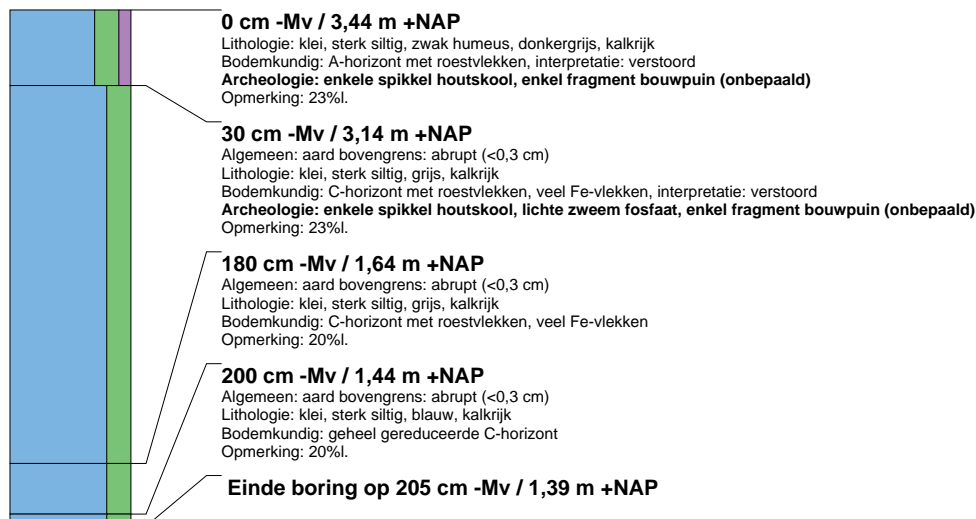 0 cm -Mv / 3,44 m +NAP
Lithologie: klei, sterk siltig, zwak humeus, donkergrijs, kalkrijk
Bodemkundig: A-horizont met roestvlekken, interpretatie: verstoord
Archeologie: enkele spikkel houtskool, enkel fragment bouwpuin (onbepaald)
Opmerking: 23%l.
30 cm -Mv / 3,14 m +NAP
Algemeen: aard bovengrens: abrupt (<0,3 cm)
Lithologie: klei, sterk siltig, grijs, kalkrijk
Bodemkundig: C-horizont met roestvlekken, veel Fe-vlekken, interpretatie: verstoord
Archeologie: enkele spikkel houtskool, lichte zweem fosfaat, enkel fragment bouwpuin (onbepaald)
Opmerking: 23%l.
180 cm -Mv / 1,64 m +NAP
Algemeen: aard bovengrens: abrupt (<0,3 cm)
Lithologie: klei, sterk siltig, grijs, kalkrijk
Bodemkundig: C-horizont met roestvlekken, veel Fe-vlekken
Opmerking: 20%l.
200 cm -Mv / 1,44 m +NAP
Algemeen: aard bovengrens: abrupt (<0,3 cm)
Lithologie: klei, sterk siltig, blauw, kalkrijk
Bodemkundig: geheel gereduceerde C-horizont
Opmerking: 20%l.
Einde boring op 205 cm -Mv / 1,39 m +NAP